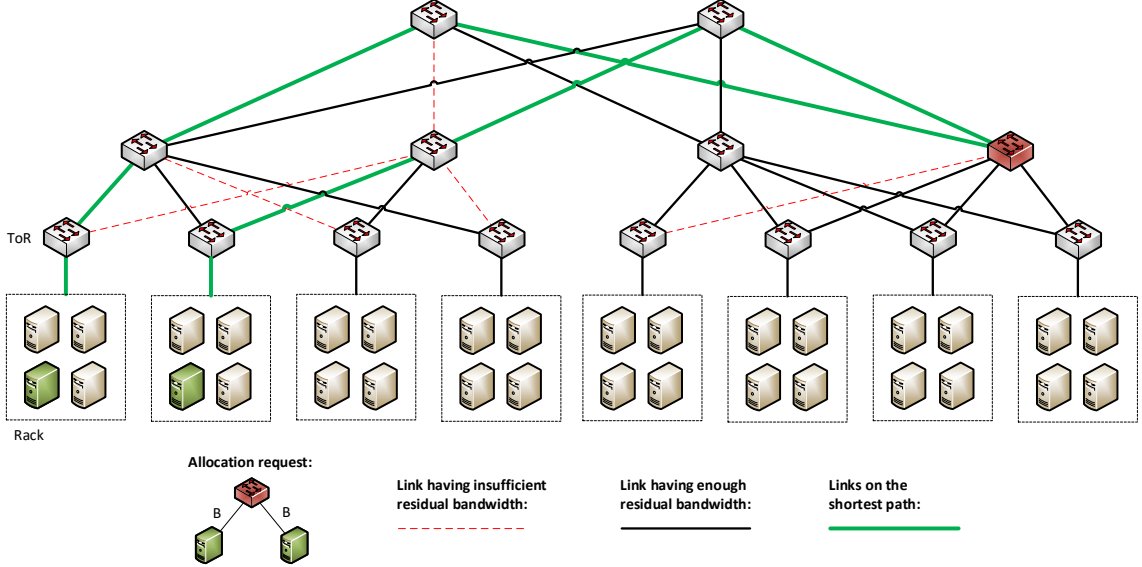 ToR
Rack
Allocation request:
B B
Link having insufficient
residual bandwidth:
Link having enough
residual bandwidth:
Links on the
shortest path: